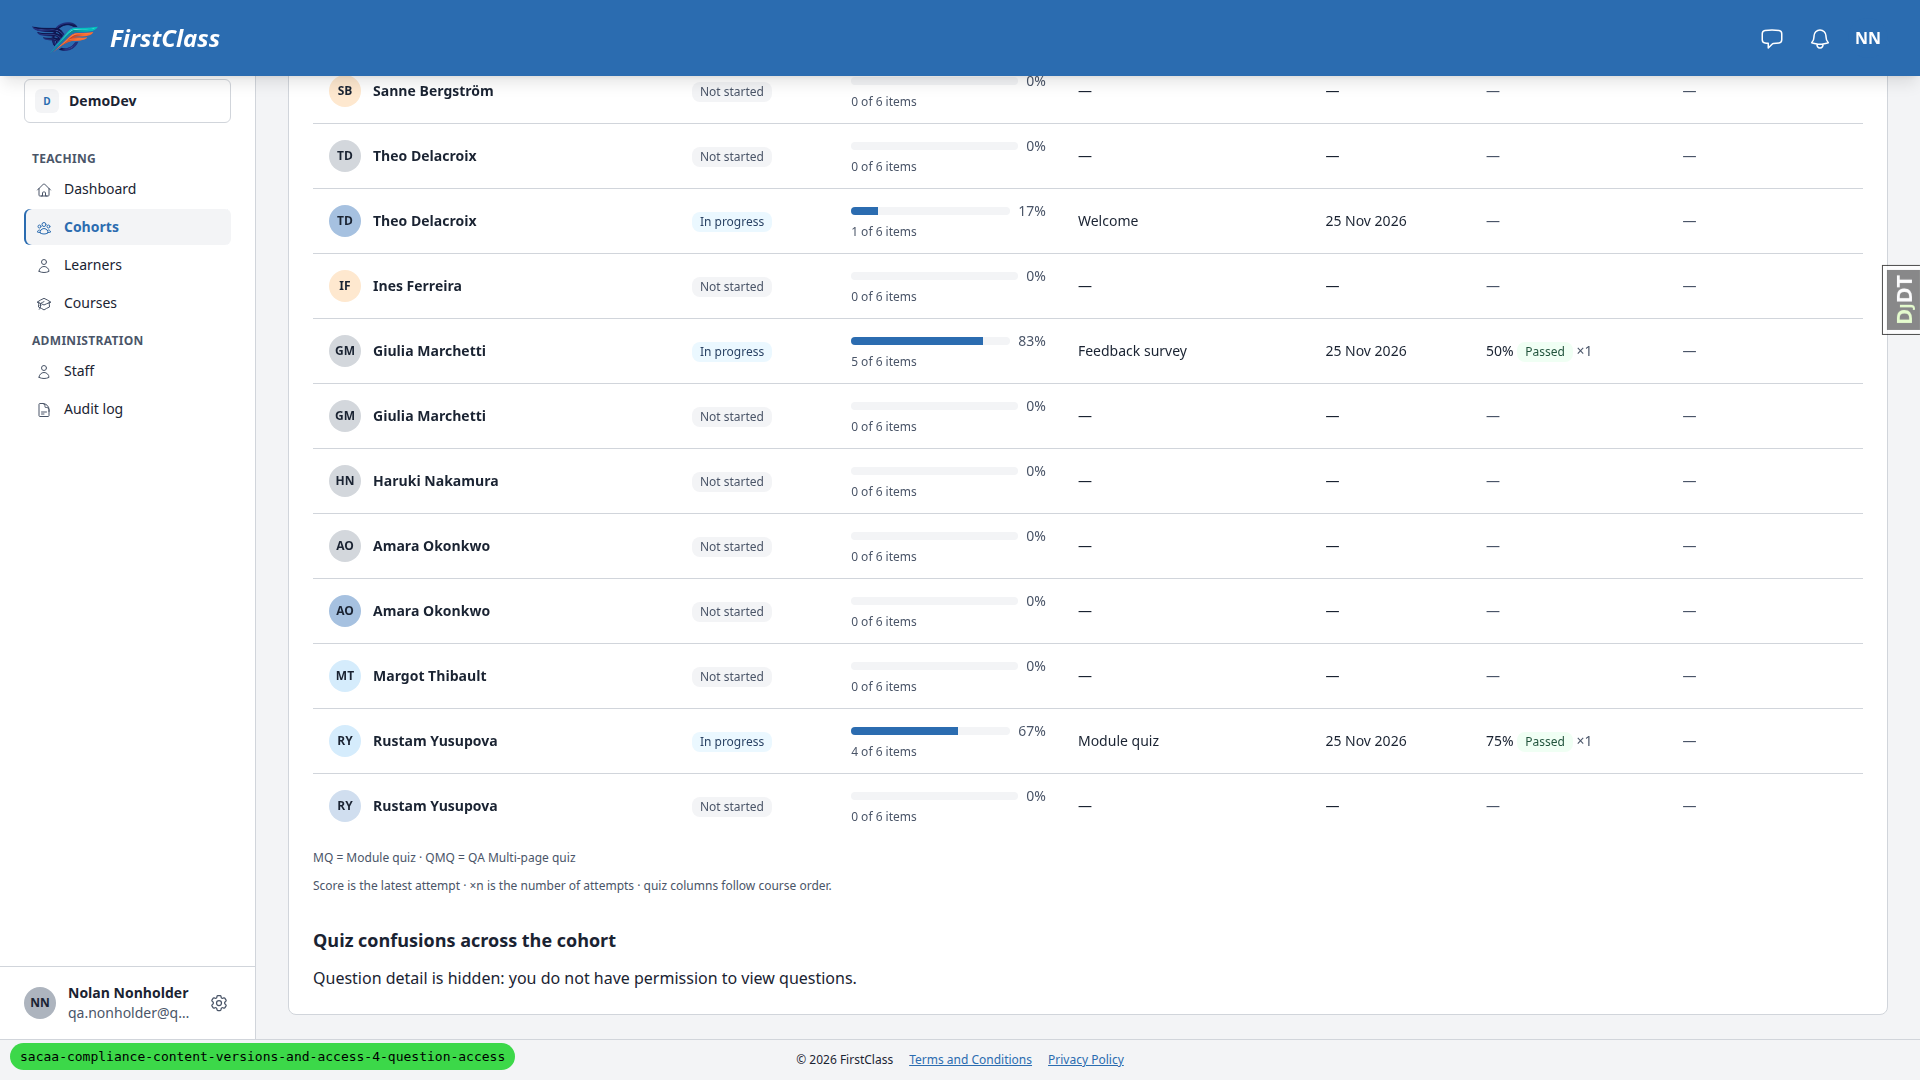 FirstClass
NN
D DemoDev
TEACHING
Dashboard
Cohorts
Learners
Courses
ADMINISTRATION
Staff
Audit log
SB Sanne Bergström Not started 0% 0 of 6 items — — — —
TD Theo Delacroix Not started 0% 0 of 6 items — — — —
TD Theo Delacroix In progress 17% 1 of 6 items Welcome 25 Nov 2026 — —
IF Ines Ferreira Not started 0% 0 of 6 items — — — —
GM Giulia Marchetti In progress 83% 5 of 6 items Feedback survey 25 Nov 2026 50% Passed ×1 —
GM Giulia Marchetti Not started 0% 0 of 6 items — — — —
HN Haruki Nakamura Not started 0% 0 of 6 items — — — —
AO Amara Okonkwo Not started 0% 0 of 6 items — — — —
AO Amara Okonkwo Not started 0% 0 of 6 items — — — —
MT Margot Thibault Not started 0% 0 of 6 items — — — —
RY Rustam Yusupova In progress 67% 4 of 6 items Module quiz 25 Nov 2026 75% Passed ×1 —
RY Rustam Yusupova Not started 0% 0 of 6 items — — — —
MQ = Module quiz · QMQ = QA Multi-page quiz
Score is the latest attempt · ×n is the number of attempts · quiz columns follow course order.
Quiz confusions across the cohort
Question detail is hidden: you do not have permission to view questions.
DJDT
NN Nolan Nonholder
qa.nonholder@q...
sacaa-compliance-content-versions-and-access-4-question-access
© 2026 FirstClass Terms and Conditions Privacy Policy